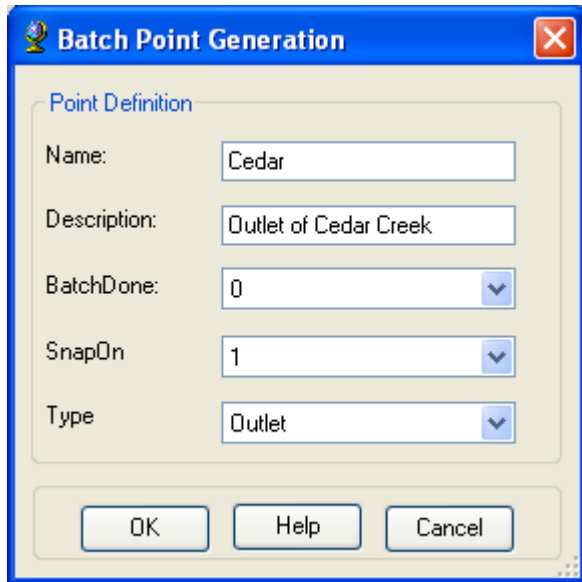 Batch Point Generation
Point Definition
Name: Cedar
Description: Outlet of Cedar Creek
BatchDone: 0
SnapOn 1
Type Outlet
OK Help Cancel